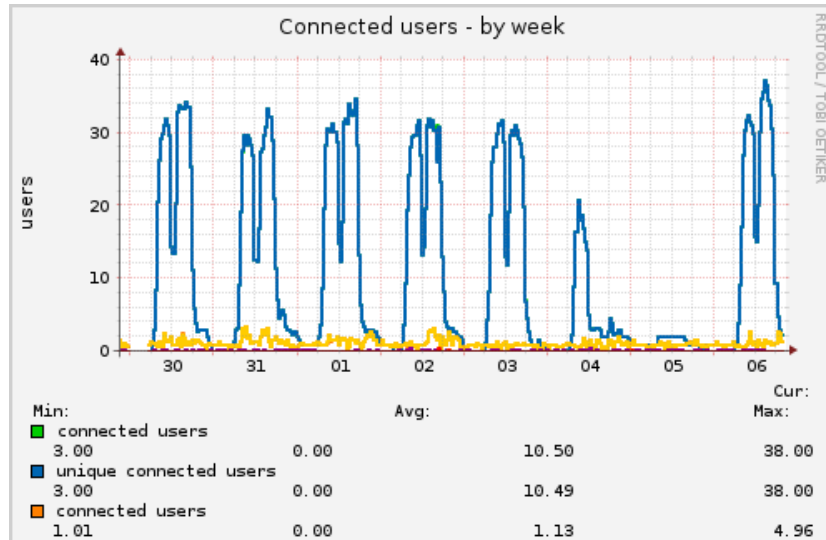 Connected users - by week
RRDTOOL / TOBI OETIKER
users
40
30
20
10
0
30 31 01 02 03 04 05 06
Cur:
Min: Avg: Max:
connected users
3.00 0.00 10.50 38.00
unique connected users
3.00 0.00 10.49 38.00
connected users
1.01 0.00 1.13 4.96